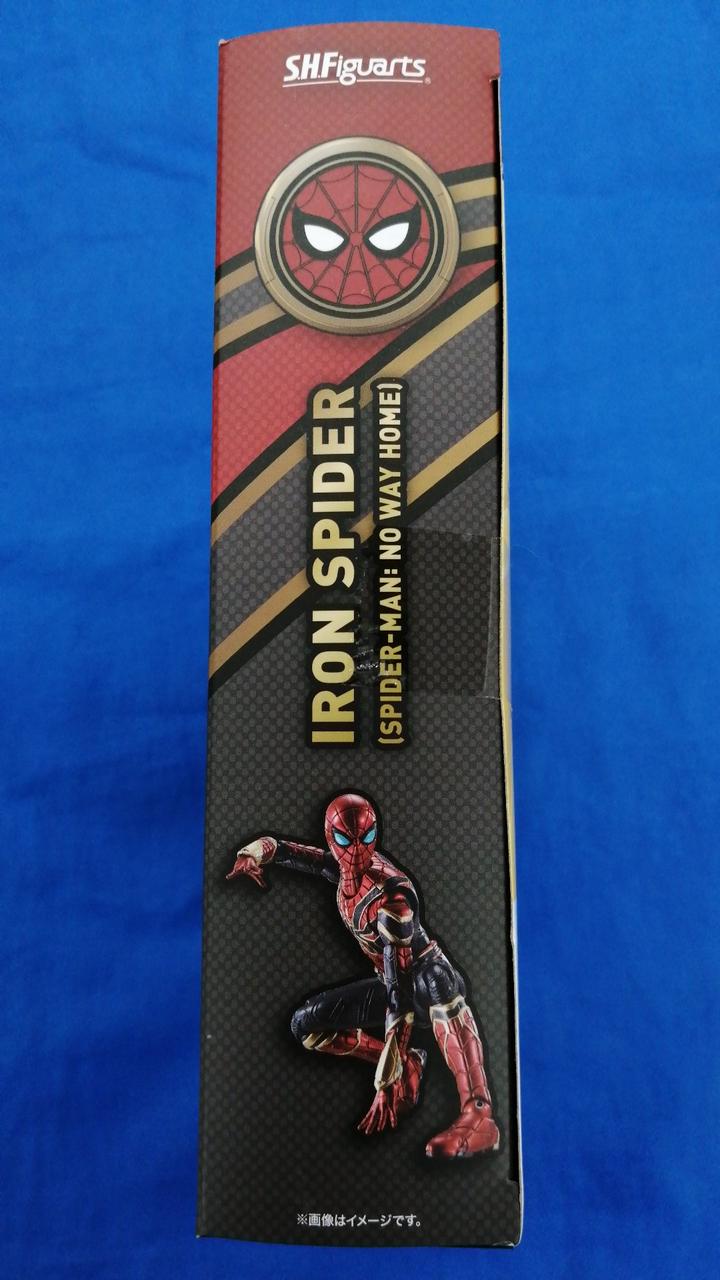 S.H.Figuarts®
IRON SPIDER
(SPIDER-MAN: NO WAY HOME)
※画像はイメージです。